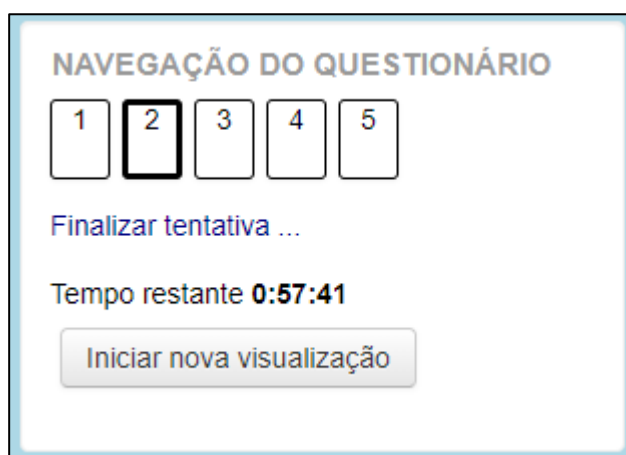 NAVEGAÇÃO DO QUESTIONÁRIO
1 2 3 4 5
Finalizar tentativa ...
Tempo restante 0:57:41
Iniciar nova visualização